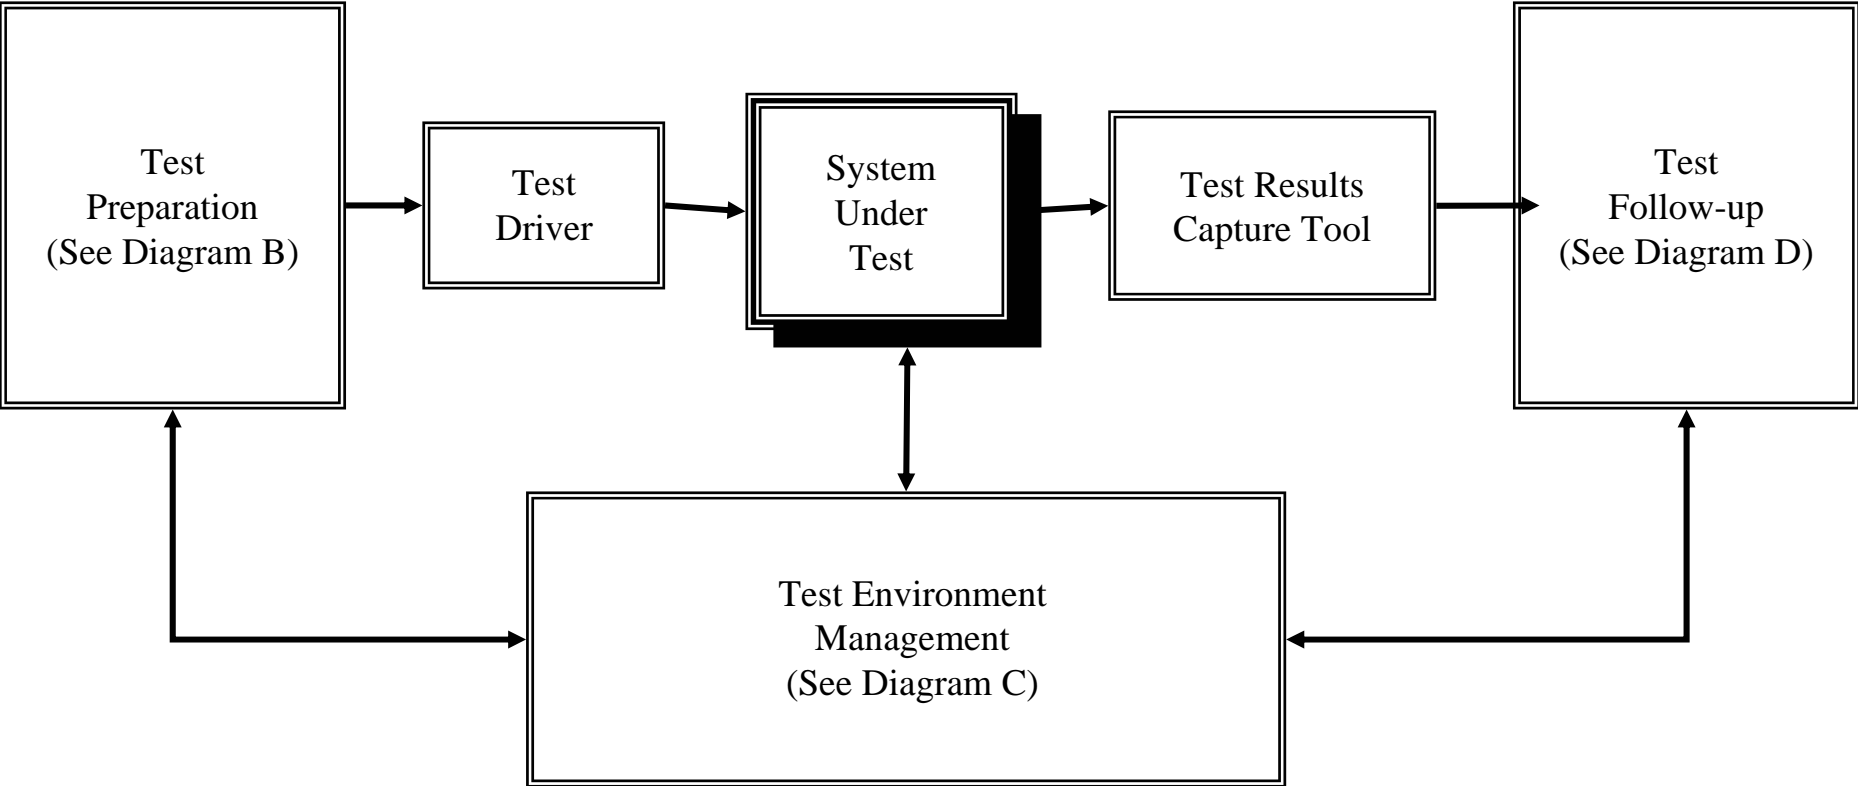 Test
Preparation
(See Diagram B)
Test
Driver
System
Under
Test
Test Results
Capture Tool
Test
Follow-up
(See Diagram D)
Test Environment
Management
(See Diagram C)